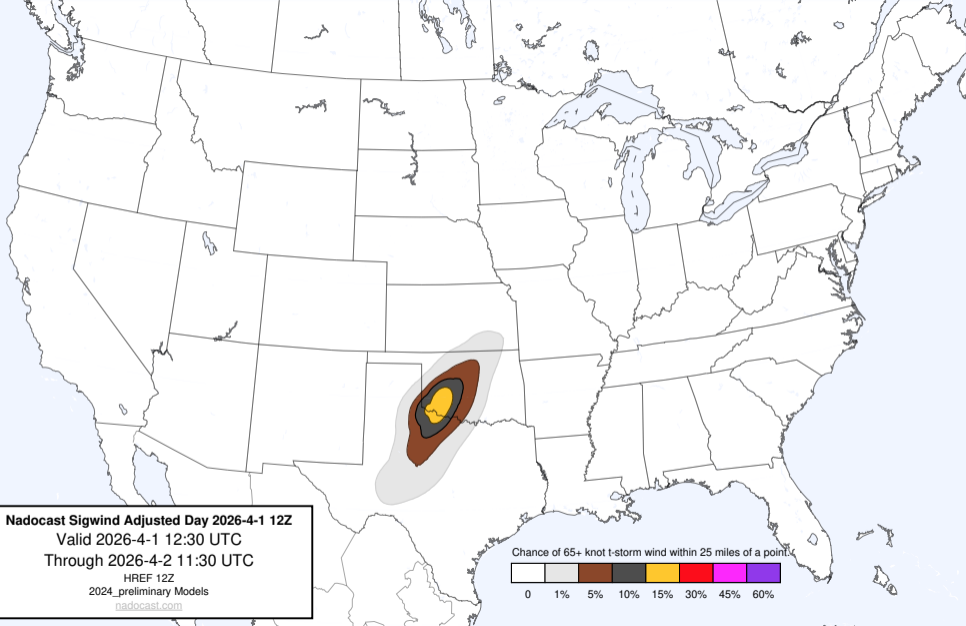 Nadocast Sigwind Adjusted Day 2026-4-1 12Z
Valid 2026-4-1 12:30 UTC
Through 2026-4-2 11:30 UTC
HREF 12Z
2024_preliminary Models
nadocast.com
Chance of 65+ knot t-storm wind within 25 miles of a point.
0 1% 5% 10% 15% 30% 45% 60%